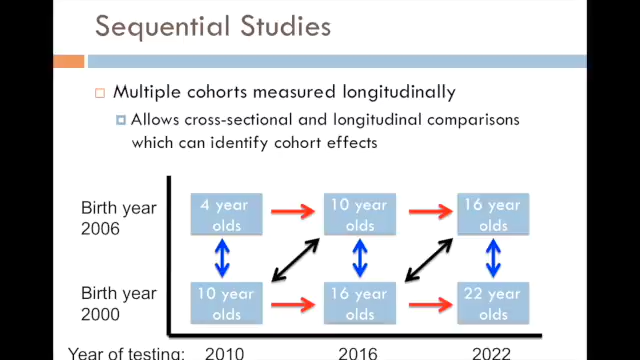 Sequential Studies
Multiple cohorts measured longitudinally
Allows cross-sectional and longitudinal comparisons
which can identify cohort effects
Birth year
2006
4 year
olds
10 year
olds
16 year
olds
Birth year
2000
10 year
olds
16 year
olds
22 year
olds
Year of testing: 2010 2016 2022